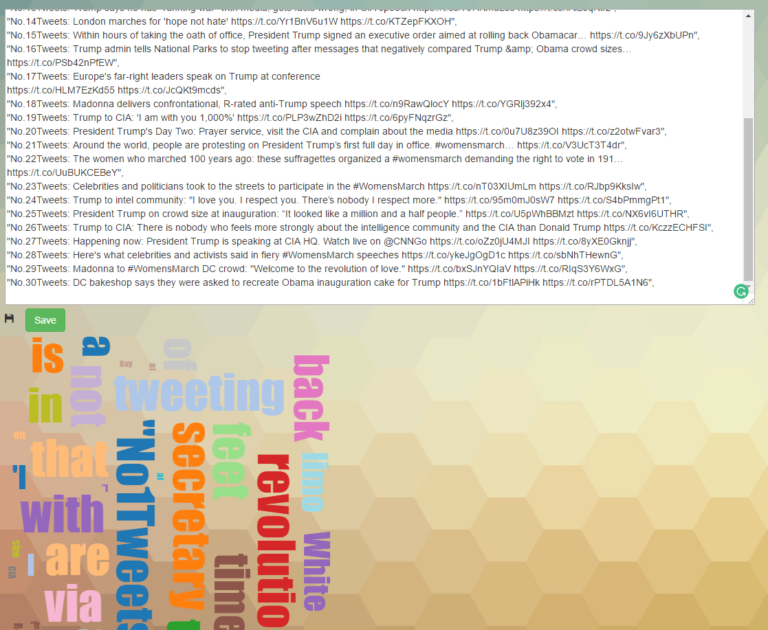 "No.14Tweets: London marches for 'hope not hate' https://t.co/Yr1BnV6u1W https://t.co/KTZepFKXOH",
"No.15Tweets: Within hours of taking the oath of office, President Trump signed an executive order aimed at rolling back Obamacar… https://t.co/9Jy6zXbUPn",
"No.16Tweets: Trump admin tells National Parks to stop tweeting after messages that negatively compared Trump &amp; Obama crowd sizes…
https://t.co/PSb42nPfEW",
"No.17Tweets: Europe's far-right leaders speak on Trump at conference
https://t.co/HLM7EzKd55 https://t.co/JcQKt9mcds",
"No.18Tweets: Madonna delivers confrontational, R-rated anti-Trump speech https://t.co/n9RawQlocY https://t.co/YGRlj392x4",
"No.19Tweets: Trump to CIA: 'I am with you 1,000%' https://t.co/PLP3wZhD2i https://t.co/6pyFNqzrGz",
"No.20Tweets: President Trump's Day Two: Prayer service, visit the CIA and complain about the media https://t.co/0u7U8z39OI https://t.co/z2otwFvar3",
"No.21Tweets: Around the world, people are protesting on President Trump's first full day in office. #womensmarch… https://t.co/V3UcT3T4dr",
"No.22Tweets: The women who marched 100 years ago: these suffragettes organized a #womensmarch demanding the right to vote in 191…
https://t.co/UuBUKCEBeY",
"No.23Tweets: Celebrities and politicians took to the streets to participate in the #WomensMarch https://t.co/nT03XIUmLm https://t.co/RJbp9KksIw",
"No.24Tweets: Trump to intel community: "I love you. I respect you. There's nobody I respect more." https://t.co/95m0mJ0sW7 https://t.co/S4bPmmgPt1",
"No.25Tweets: President Trump on crowd size at inauguration: "It looked like a million and a half people." https://t.co/U5pWhBBMzt https://t.co/NX6vI6UTHR",
"No.26Tweets: Trump to CIA: There is nobody who feels more strongly about the intelligence community and the CIA than Donald Trump https://t.co/KczzECHFSI",
"No.27Tweets: Happening now: President Trump is speaking at CIA HQ. Watch live on @CNNGo https://t.co/oZz0jU4MJl https://t.co/8yXE0Gknjj",
"No.28Tweets: Here's what celebrities and activists said in fiery #WomensMarch speeches https://t.co/ykeJgOgD1c https://t.co/sbNhTHewnG",
"No.29Tweets: Madonna to #WomensMarch DC crowd: "Welcome to the revolution of love." https://t.co/bxSJnYQIaV https://t.co/RlqS3Y6WxG",
"No.30Tweets: DC bakeshop says they were asked to recreate Obama inauguration cake for Trump https://t.co/1bFtIAPiHk https://t.co/rPTDL5A1N6",
Save
is
a
of
not
tweeting
back
in
that
"No1Tweets
secretary
feet
revolutio
limo
with
are
I
time
White
via
CIA